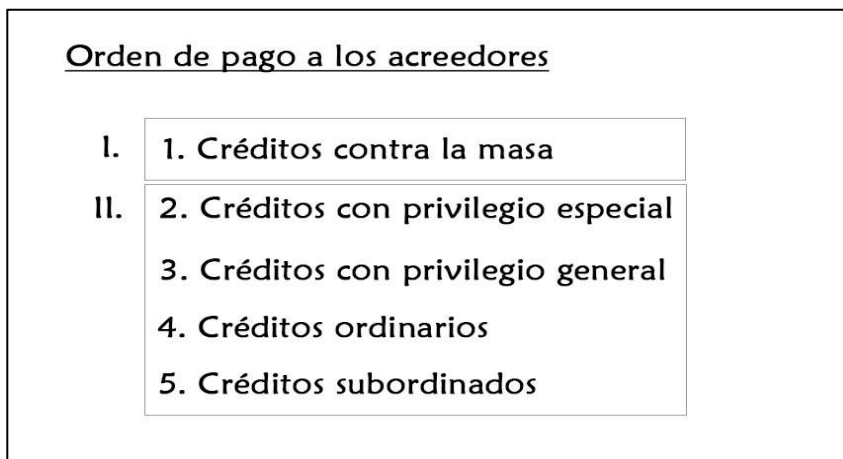 Orden de pago a los acreedores
I. 1. Créditos contra la masa
II. 2. Créditos con privilegio especial
3. Créditos con privilegio general
4. Créditos ordinarios
5. Créditos subordinados